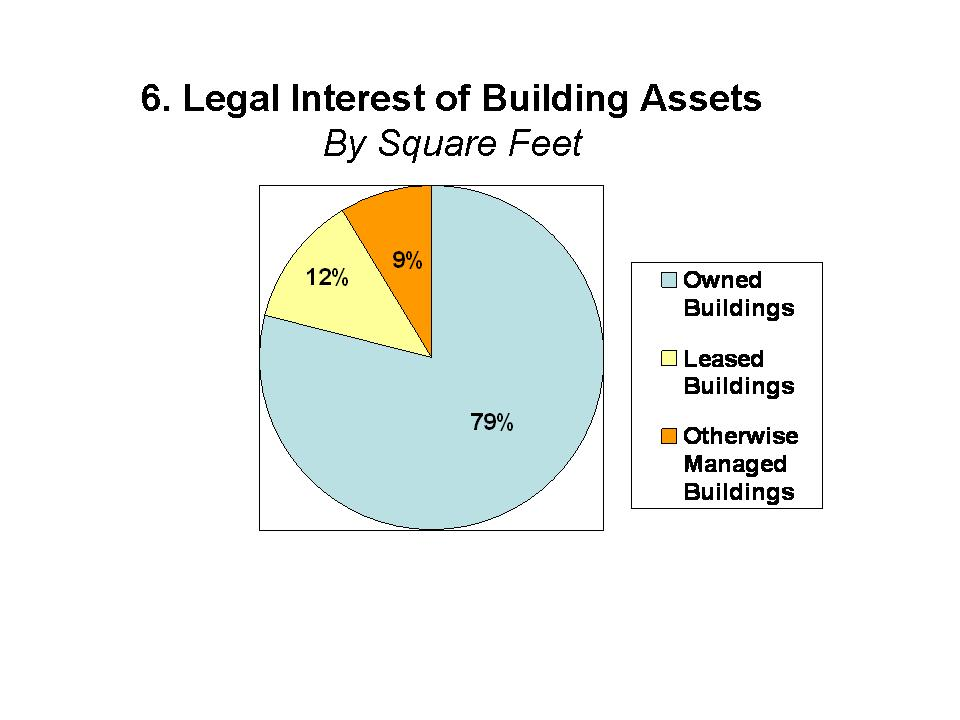 6. Legal Interest of Building Assets
By Square Feet
9%
12%
79%
Owned
Buildings
Leased
Buildings
Otherwise
Managed
Buildings